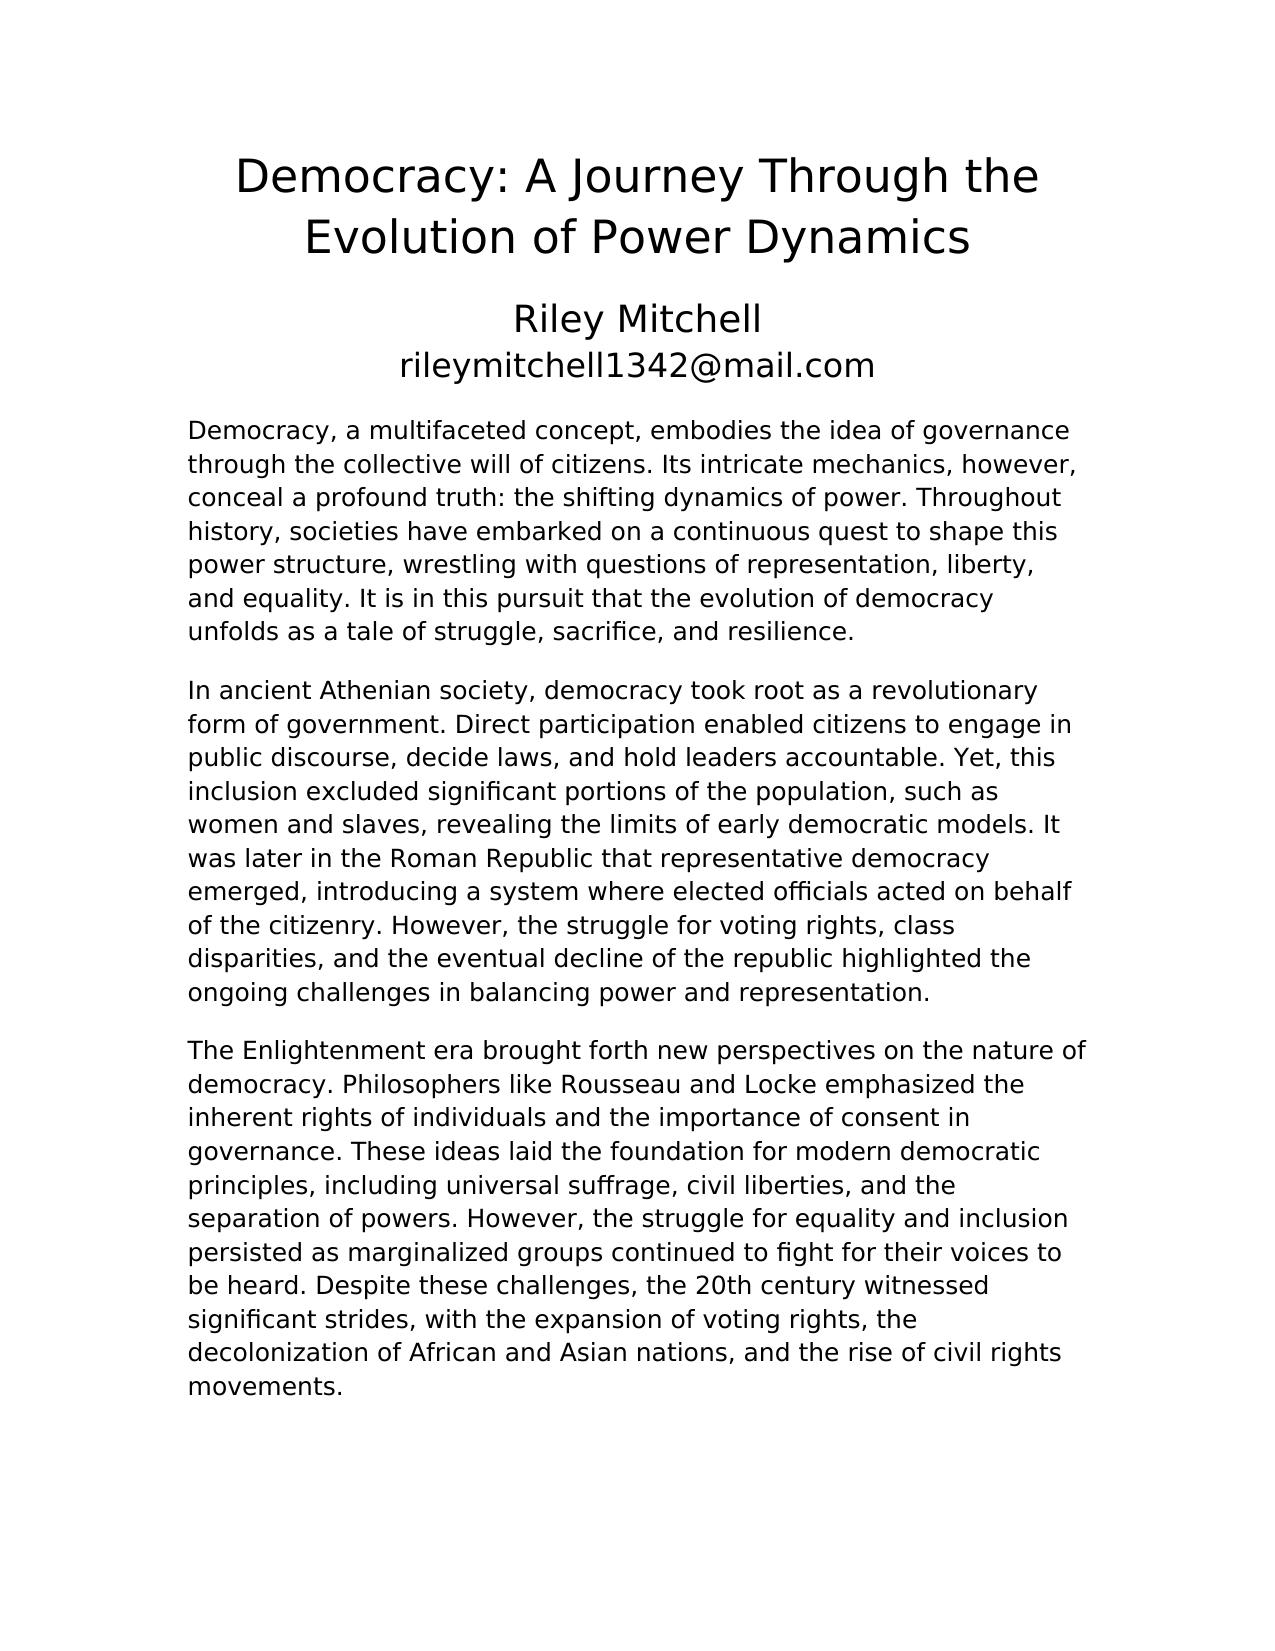 Democracy: A Journey Through the
Evolution of Power Dynamics
Riley Mitchell
rileymitchell1342@mail.com
Democracy, a multifaceted concept, embodies the idea of governance
through the collective will of citizens. Its intricate mechanics, however,
conceal a profound truth: the shifting dynamics of power. Throughout
history, societies have embarked on a continuous quest to shape this
power structure, wrestling with questions of representation, liberty,
and equality. It is in this pursuit that the evolution of democracy
unfolds as a tale of struggle, sacrifice, and resilience.
In ancient Athenian society, democracy took root as a revolutionary
form of government. Direct participation enabled citizens to engage in
public discourse, decide laws, and hold leaders accountable. Yet, this
inclusion excluded significant portions of the population, such as
women and slaves, revealing the limits of early democratic models. It
was later in the Roman Republic that representative democracy
emerged, introducing a system where elected officials acted on behalf
of the citizenry. However, the struggle for voting rights, class
disparities, and the eventual decline of the republic highlighted the
ongoing challenges in balancing power and representation.
The Enlightenment era brought forth new perspectives on the nature of
democracy. Philosophers like Rousseau and Locke emphasized the
inherent rights of individuals and the importance of consent in
governance. These ideas laid the foundation for modern democratic
principles, including universal suffrage, civil liberties, and the
separation of powers. However, the struggle for equality and inclusion
persisted as marginalized groups continued to fight for their voices to
be heard. Despite these challenges, the 20th century witnessed
significant strides, with the expansion of voting rights, the
decolonization of African and Asian nations, and the rise of civil rights
movements.